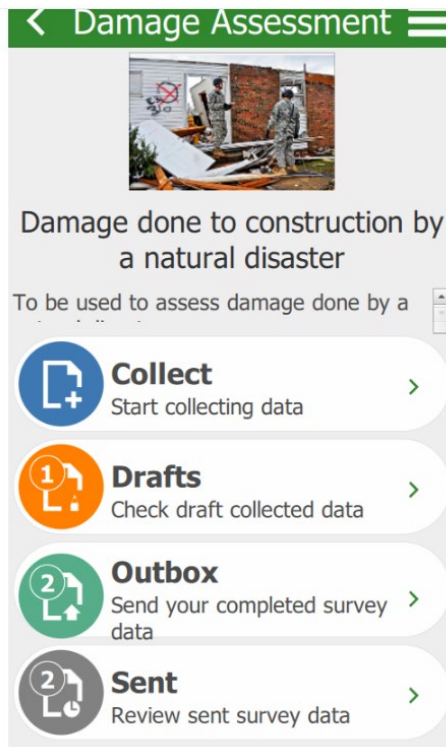 Damage Assessment
Damage done to construction by
a natural disaster
To be used to assess damage done by a
Collect
Start collecting data
1
Drafts
Check draft collected data
2
Outbox
Send your completed survey
data
2
Sent
Review sent survey data